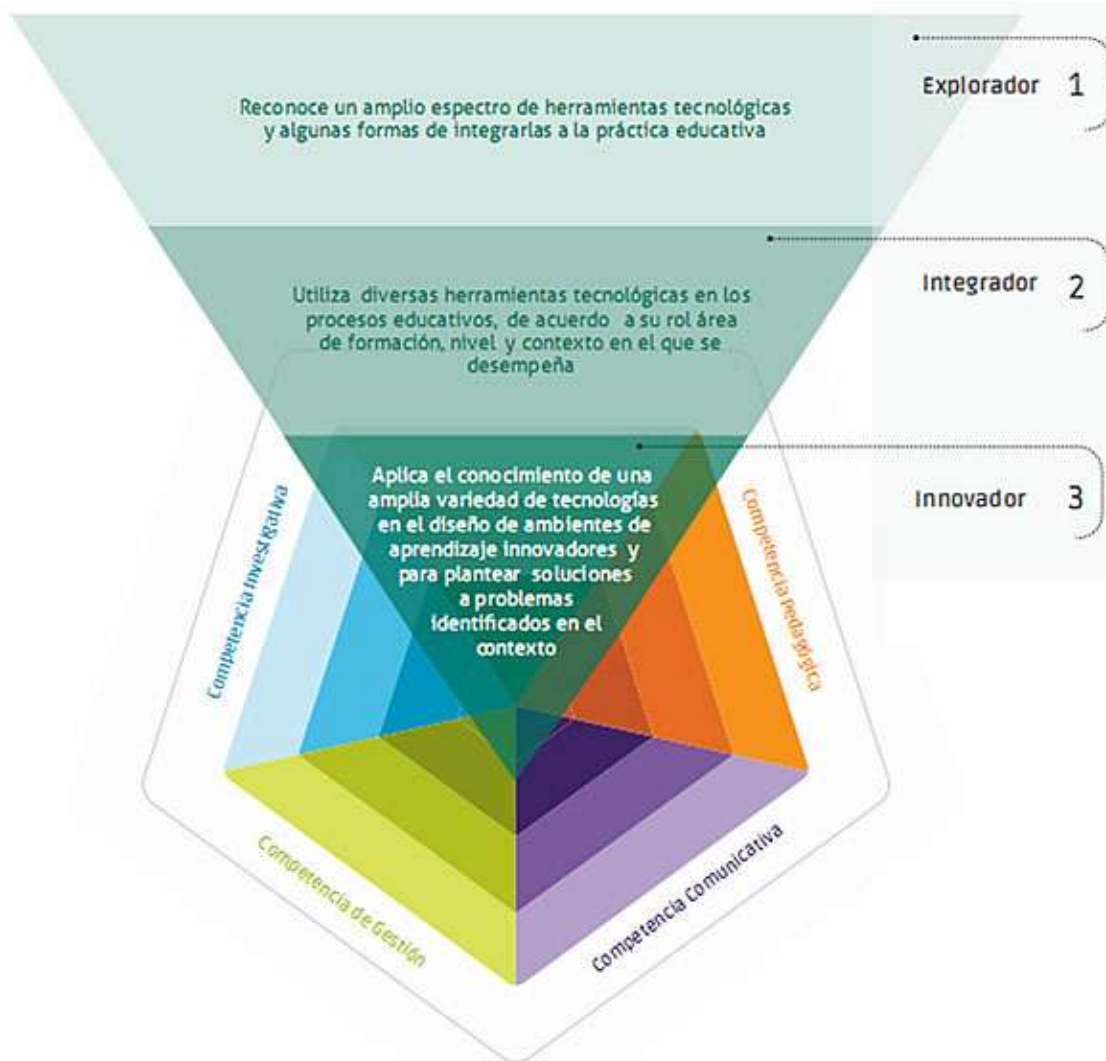 Reconoce un amplio espectro de herramientas tecnológicas
y algunas formas de integrarlas a la práctica educativa
Explorador 1
Utiliza diversas herramientas tecnológicas en los
procesos educativos, de acuerdo a su rol área
de formación, nivel y contexto en el que se
desempeña
Integrador 2
Aplica el conocimiento de una
amplia variedad de tecnologías
en el diseño de ambientes de
aprendizaje innovadores y
para plantear soluciones
a problemas
identificados en el
contexto
Innovador 3
Competencia Investigativa
Competencia Pedagógica
Competencia de Gestión
Competencia Comunicativa